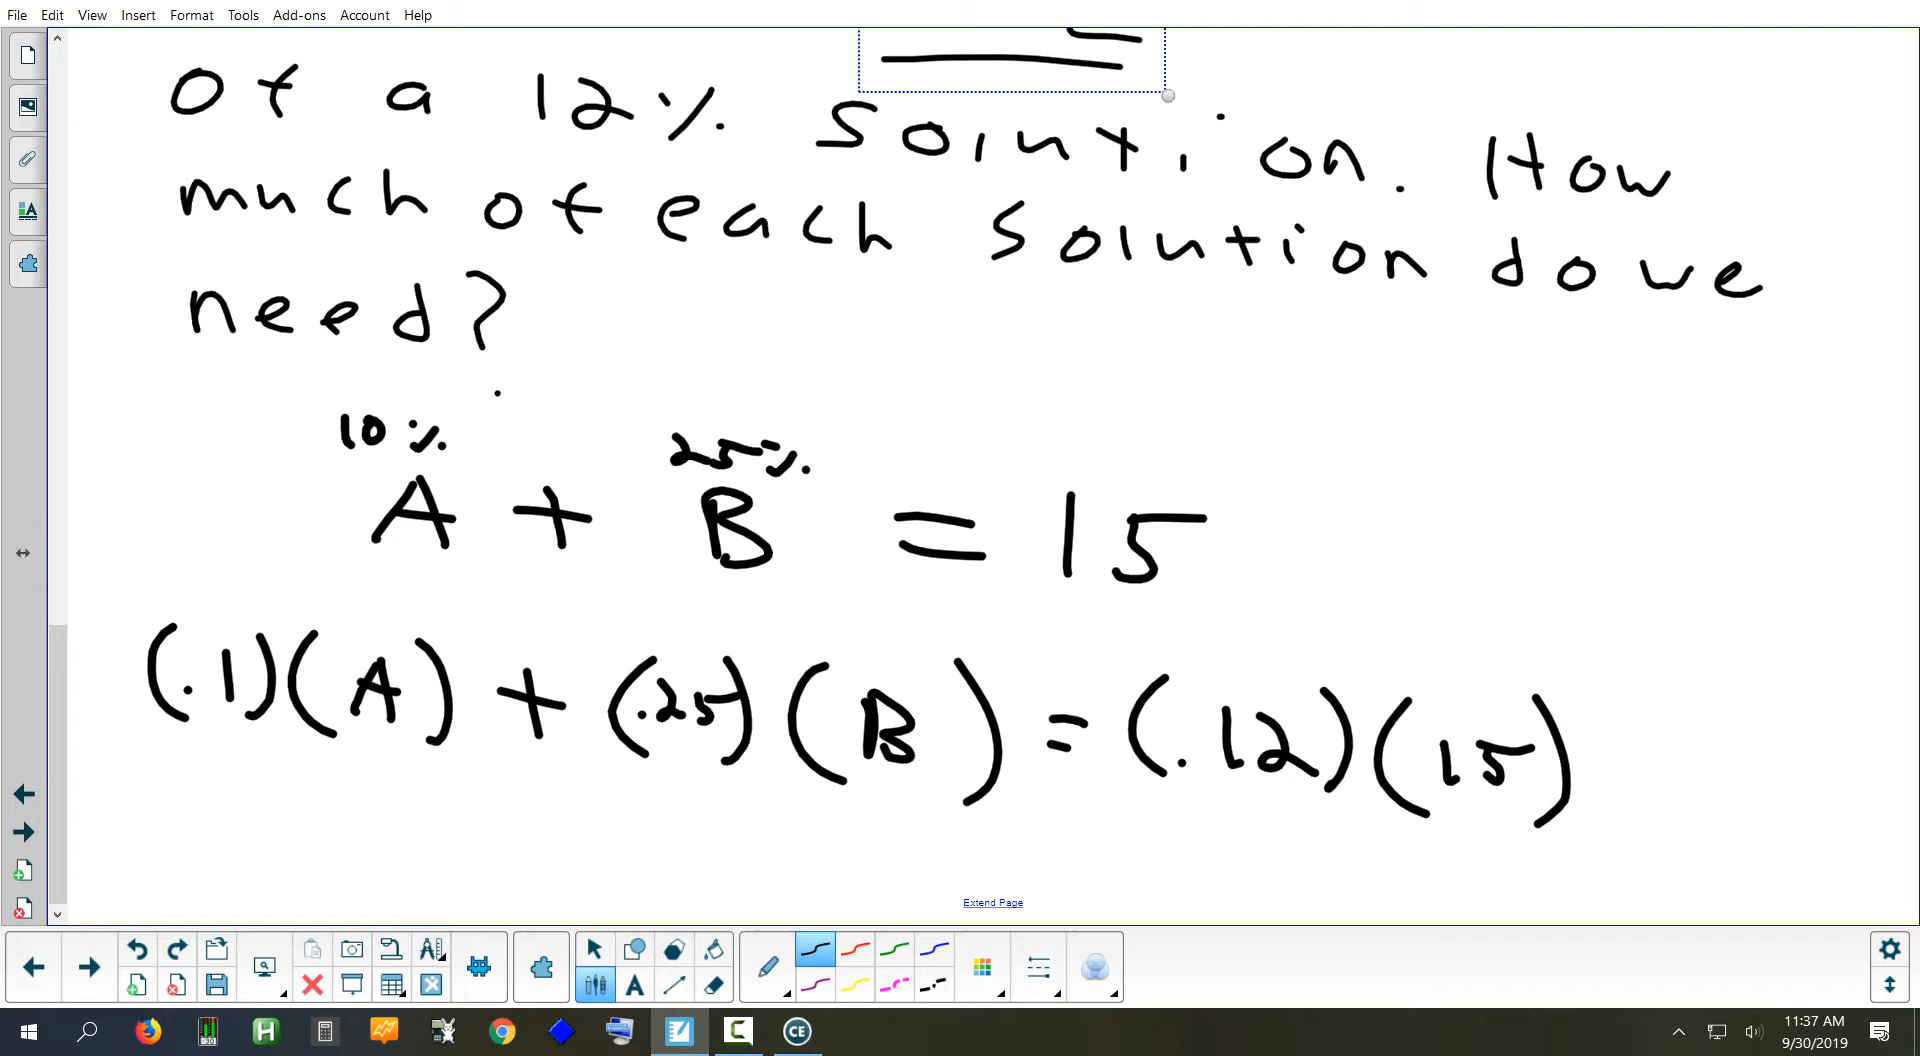 File Edit View Insert Format Tools Add-ons Account Help
of a 12% solution. How
much of each solution do we
need?
10% 25%
A + B = 15
(.1)(A) + (.25)(B) = (.12)(15)
Extend Page
11:37 AM
9/30/2019